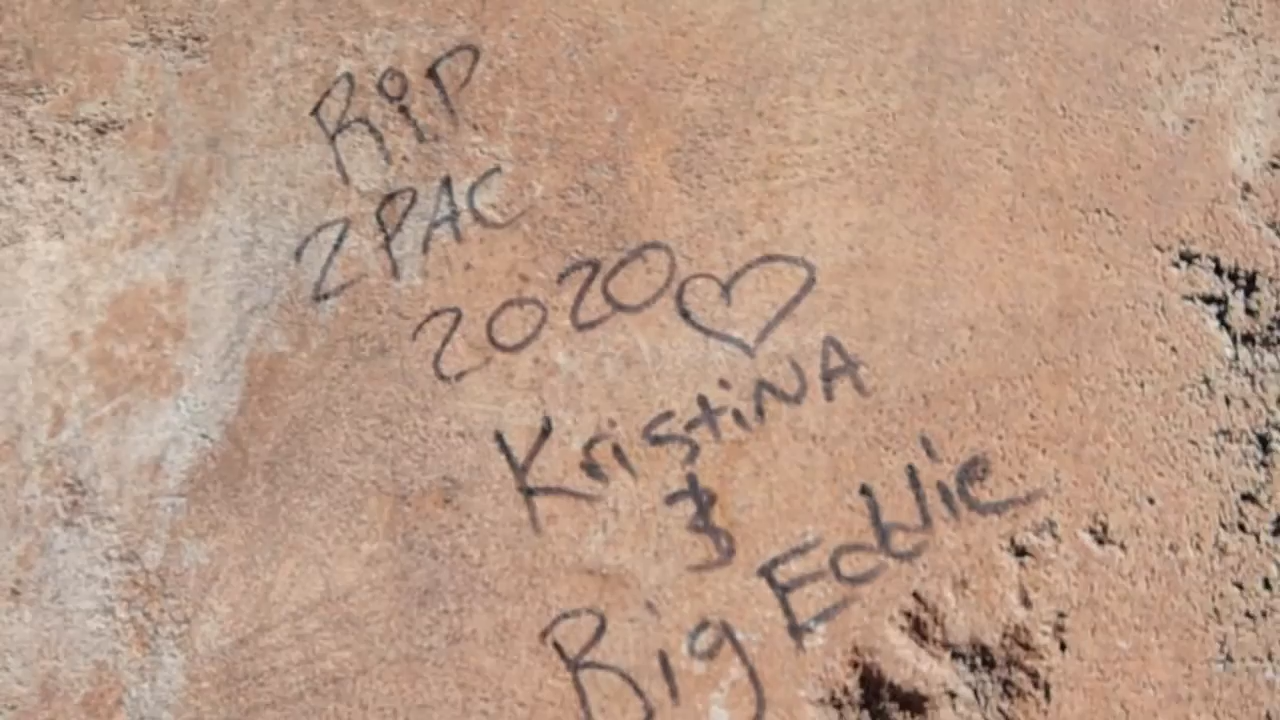 RiP
2PAC
2020♡
KristiNA
&
Big Eddie